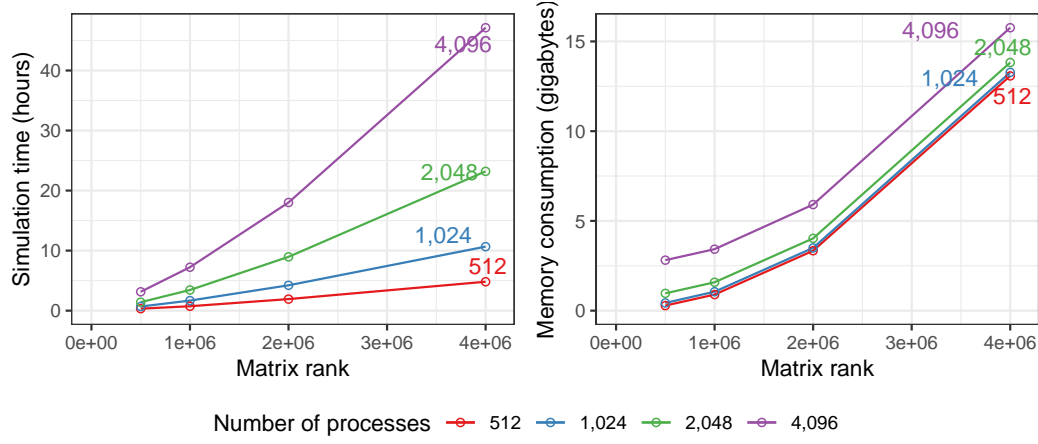 Simulation time (hours)
40
30
20
10
0
4,096
2,048
1,024
512
0e+00 1e+06 2e+06 3e+06 4e+06
Matrix rank
Memory consumption (gigabytes)
15
10
5
0
4,096
2,048
1,024
512
0e+00 1e+06 2e+06 3e+06 4e+06
Matrix rank
Number of processes 512 1,024 2,048 4,096